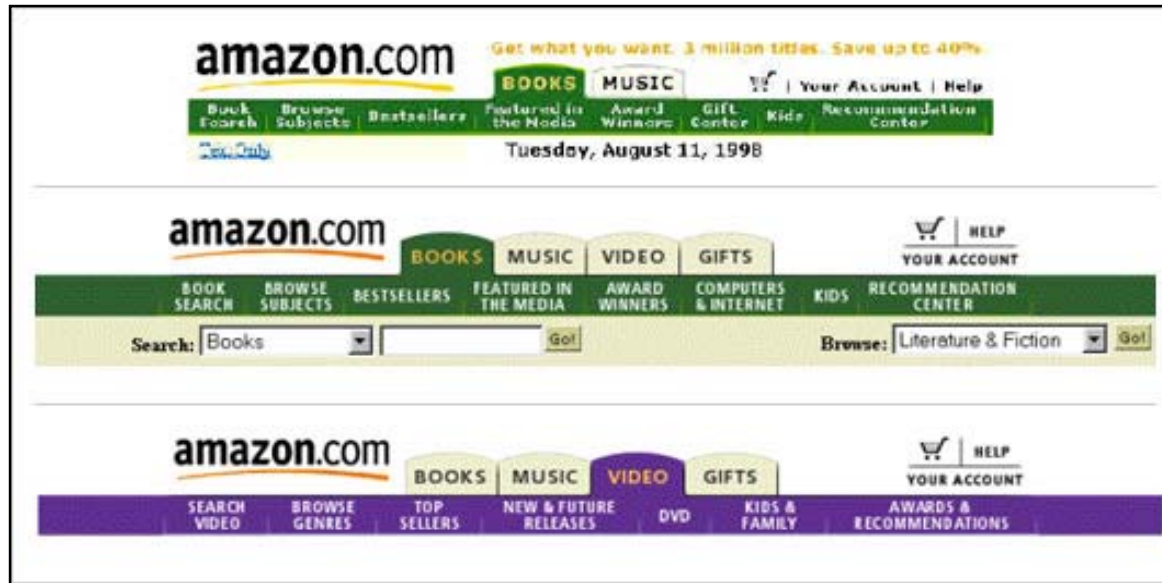 amazon.com
Get what you want. 3 million titles. Save up to 40%.
BOOKS MUSIC | Your Account | Help
Book Search Browse Subjects Bestsellers Featured in the Media Award Winners Gift Center Kids Recommendation Center
Text Only
Tuesday, August 11, 1998
amazon.com
BOOKS MUSIC VIDEO GIFTS
HELP
YOUR ACCOUNT
BOOK SEARCH BROWSE SUBJECTS BESTSELLERS FEATURED IN THE MEDIA AWARD WINNERS COMPUTERS & INTERNET KIDS RECOMMENDATION CENTER
Search: Books Go! Browse: Literature & Fiction Go!
amazon.com
BOOKS MUSIC VIDEO GIFTS
HELP
YOUR ACCOUNT
SEARCH VIDEO BROWSE GENRES TOP SELLERS NEW & FUTURE RELEASES DVD KIDS & FAMILY AWARDS & RECOMMENDATIONS